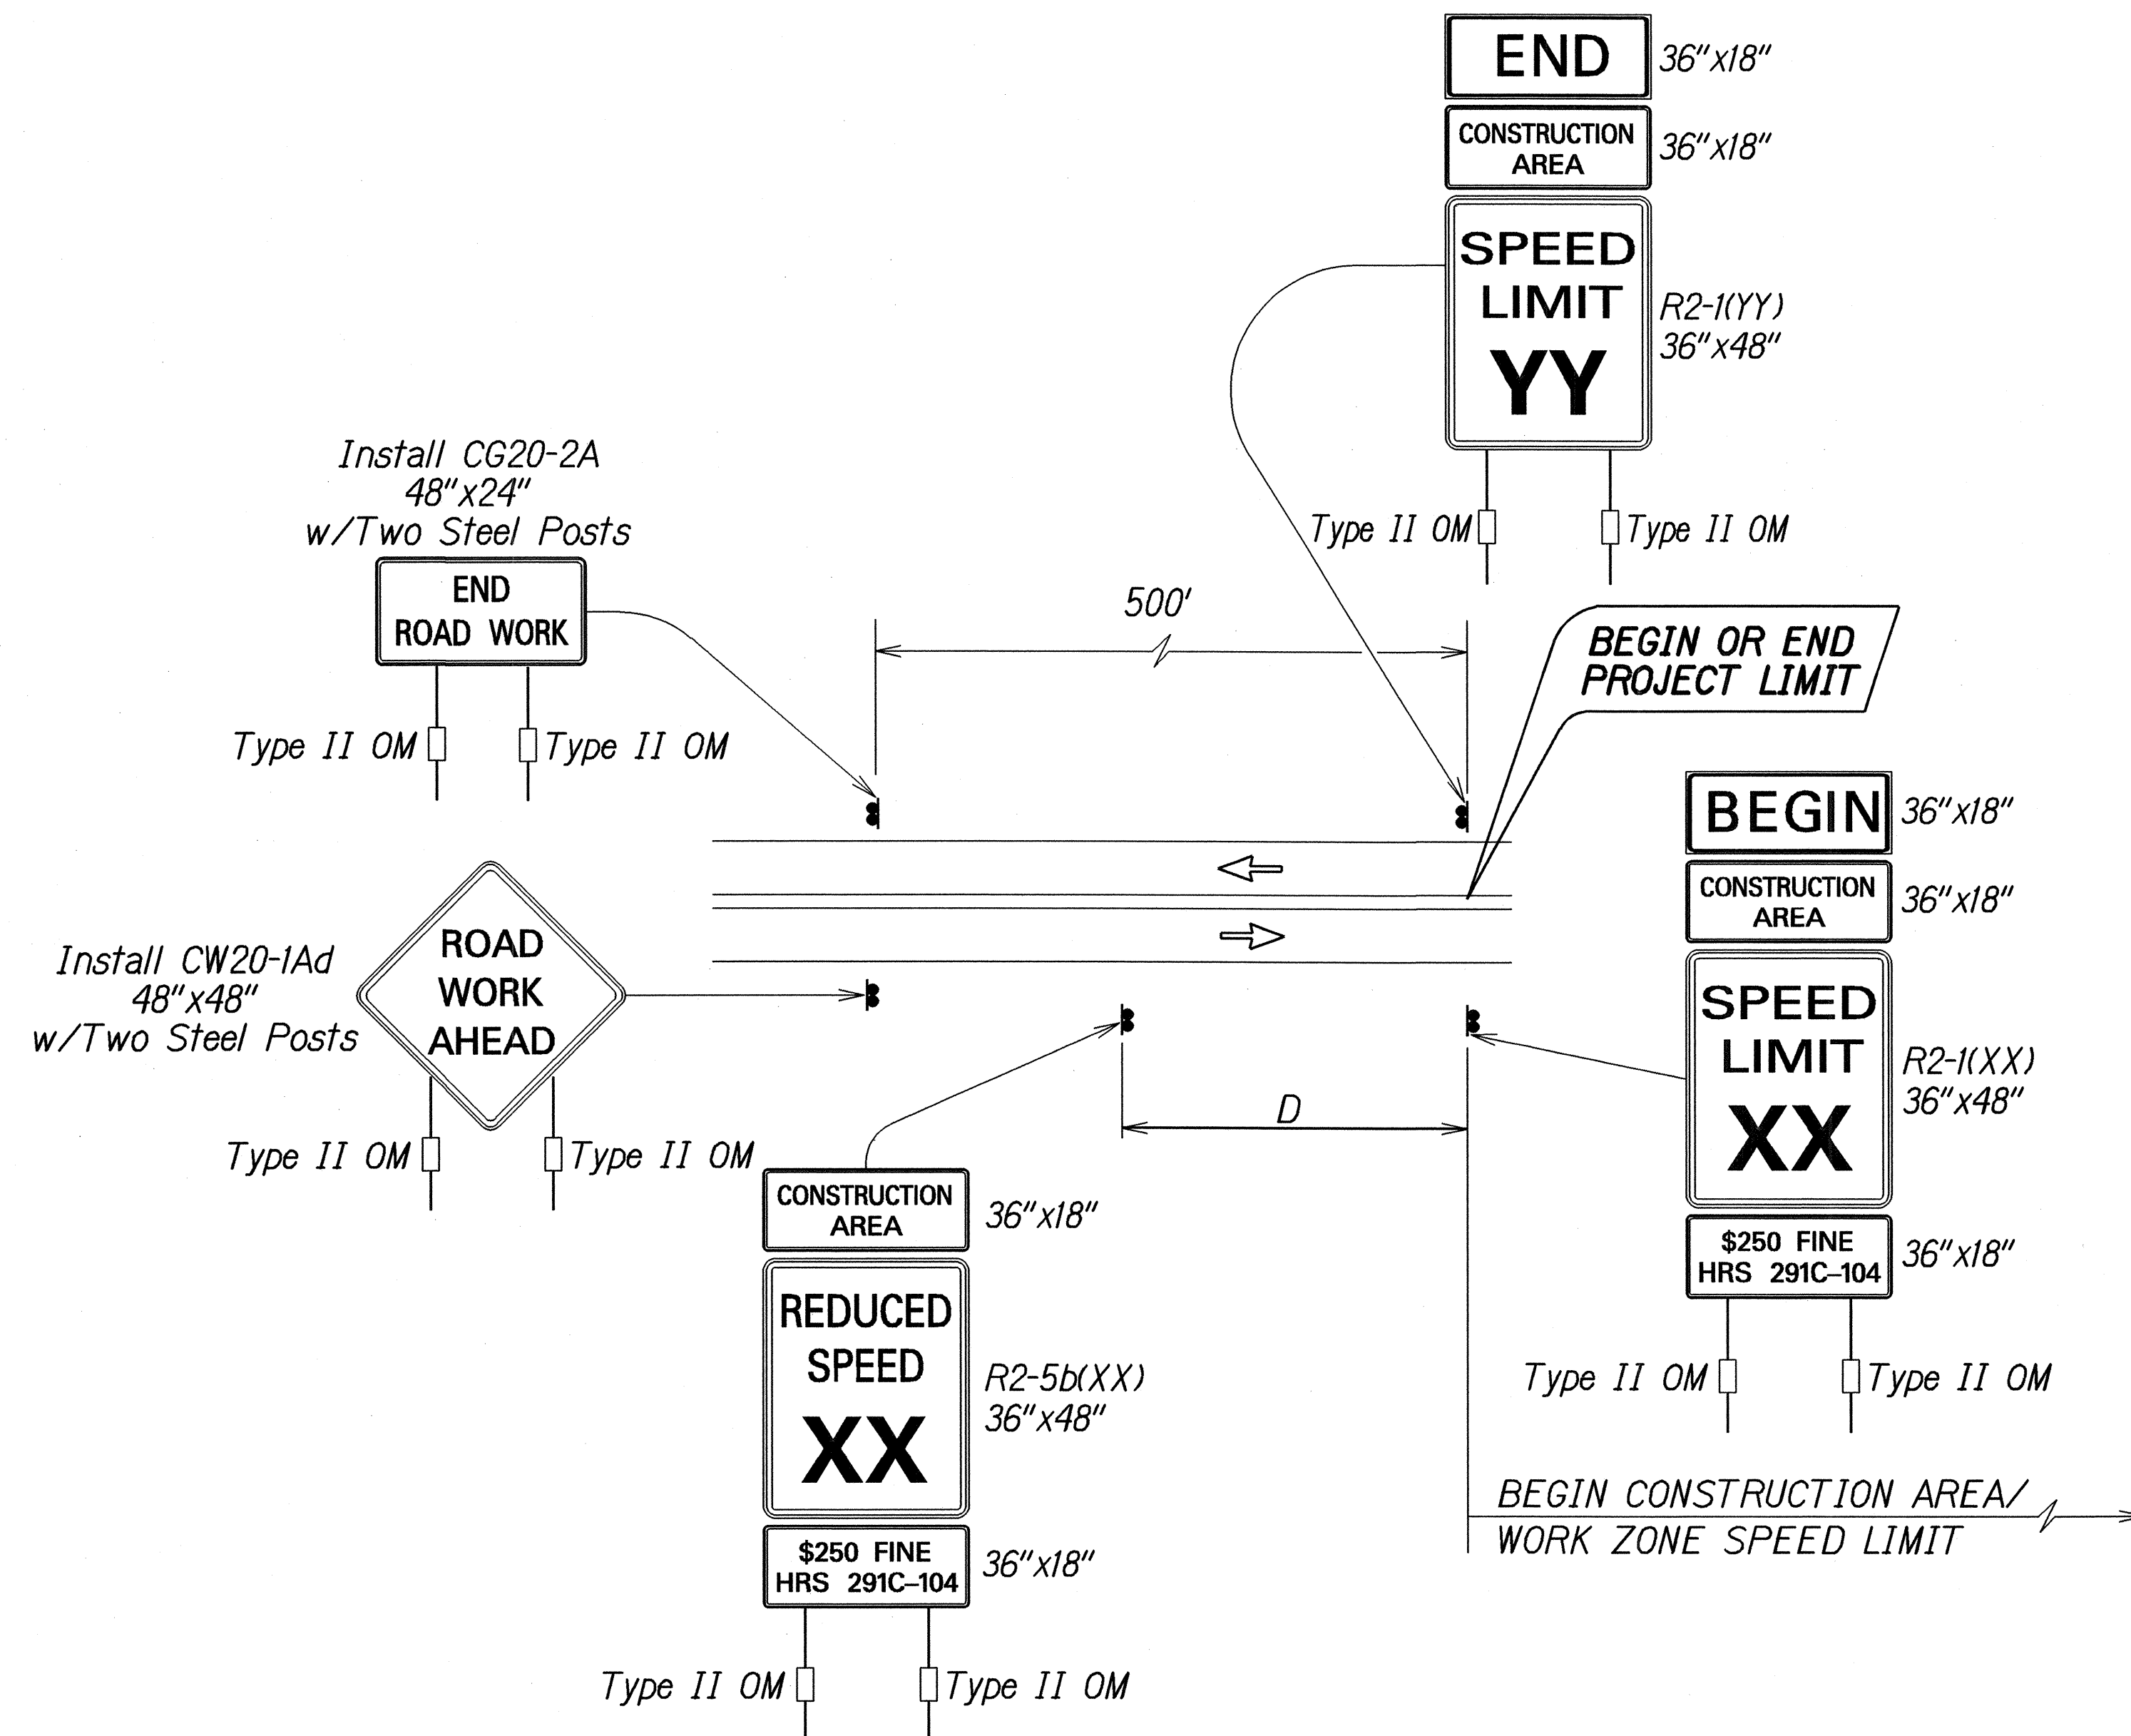 END
36"x18"
CONSTRUCTION
AREA
36"x18"
SPEED
LIMIT
YY
R2-1(YY)
36"x48"
Type II OM
Type II OM
Install CG20-2A
48"x24"
w/Two Steel Posts
END
ROAD WORK
Type II OM
Type II OM
500'
BEGIN OR END
PROJECT LIMIT
BEGIN
36"x18"
CONSTRUCTION
AREA
36"x18"
SPEED
LIMIT
XX
R2-1(XX)
36"x48"
$250 FINE
HRS 291C–104
36"x18"
Type II OM
Type II OM
Install CW20-1Ad
48"x48"
w/Two Steel Posts
ROAD
WORK
AHEAD
Type II OM
Type II OM
D
CONSTRUCTION
AREA
36"x18"
REDUCED
SPEED
XX
R2-5b(XX)
36"x48"
$250 FINE
HRS 291C–104
36"x18"
Type II OM
Type II OM
BEGIN CONSTRUCTION AREA/
WORK ZONE SPEED LIMIT